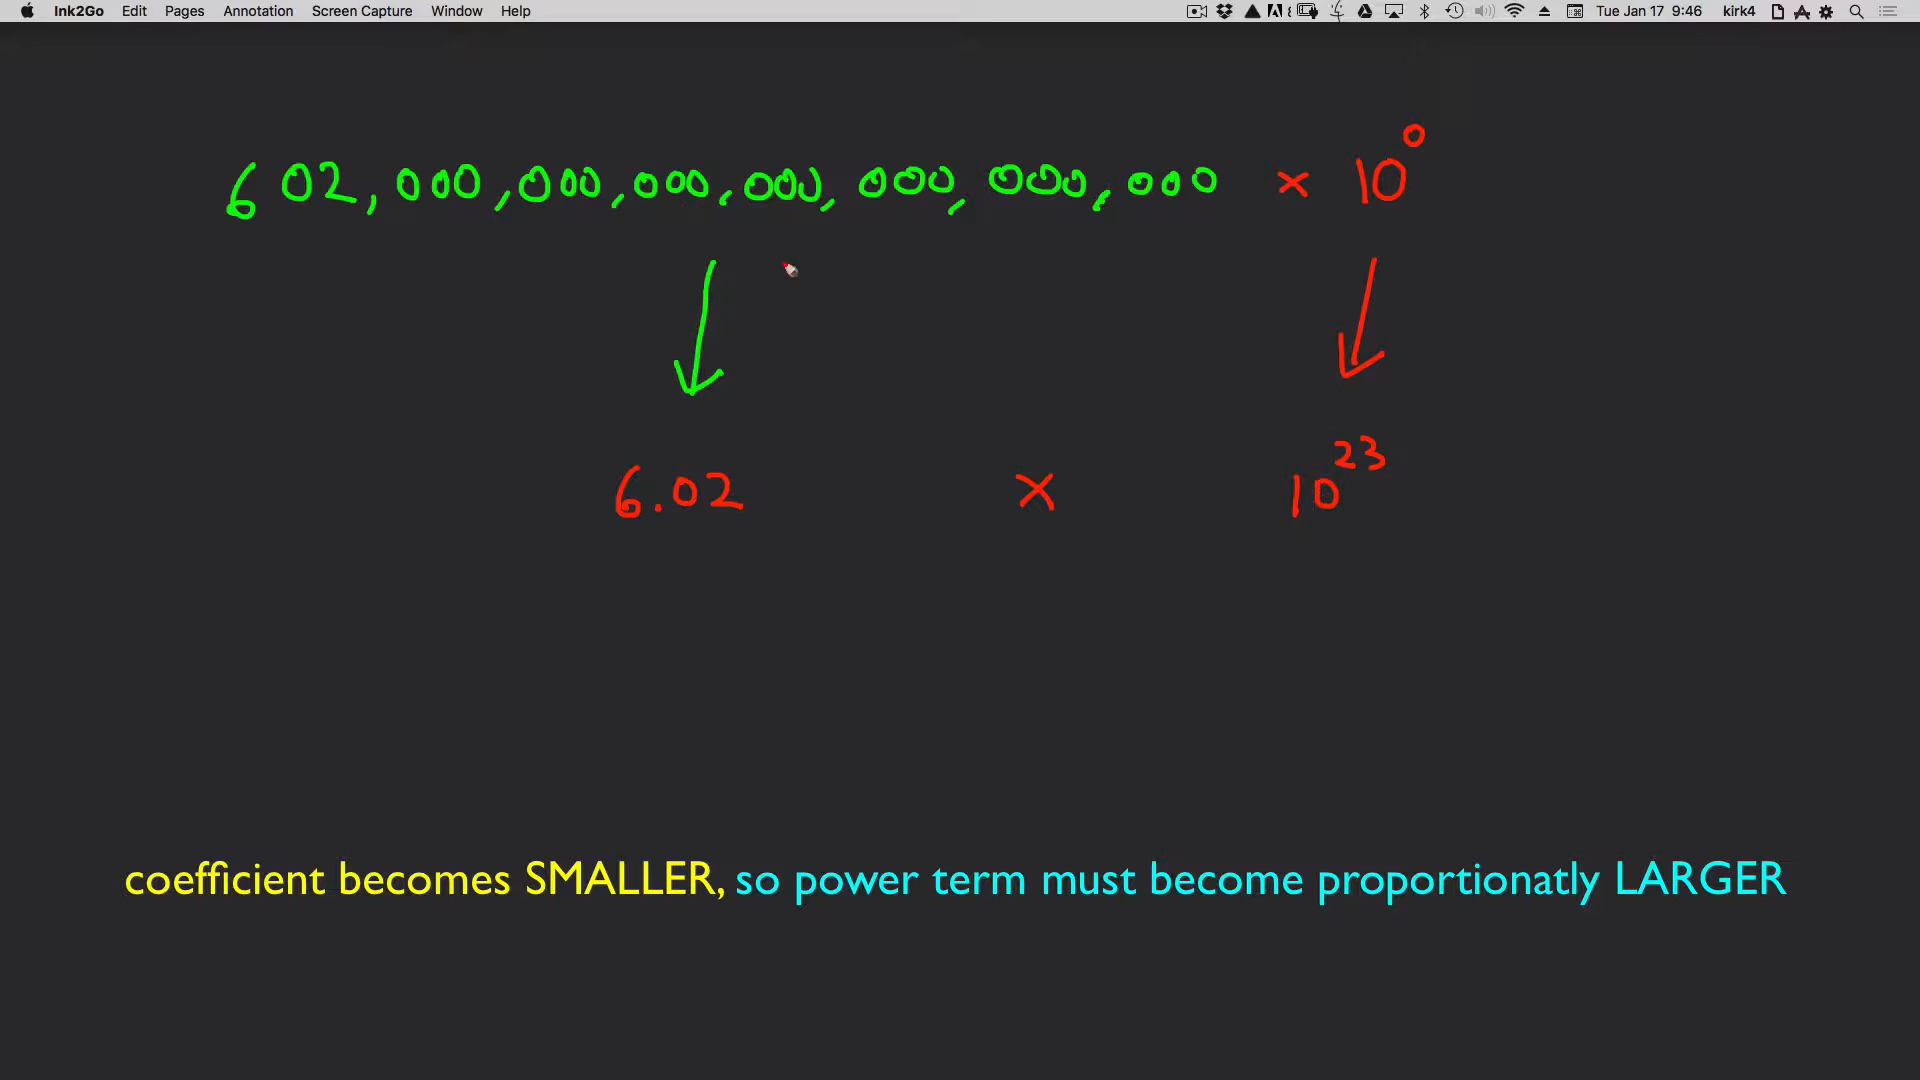 Ink2Go Edit Pages Annotation Screen Capture Window Help Tue Jan 17 9:46 kirk4
602,000,000,000,000,000,000,000 x 10⁰
6.02 x 10²³
coefficient becomes SMALLER, so power term must become proportionatly LARGER